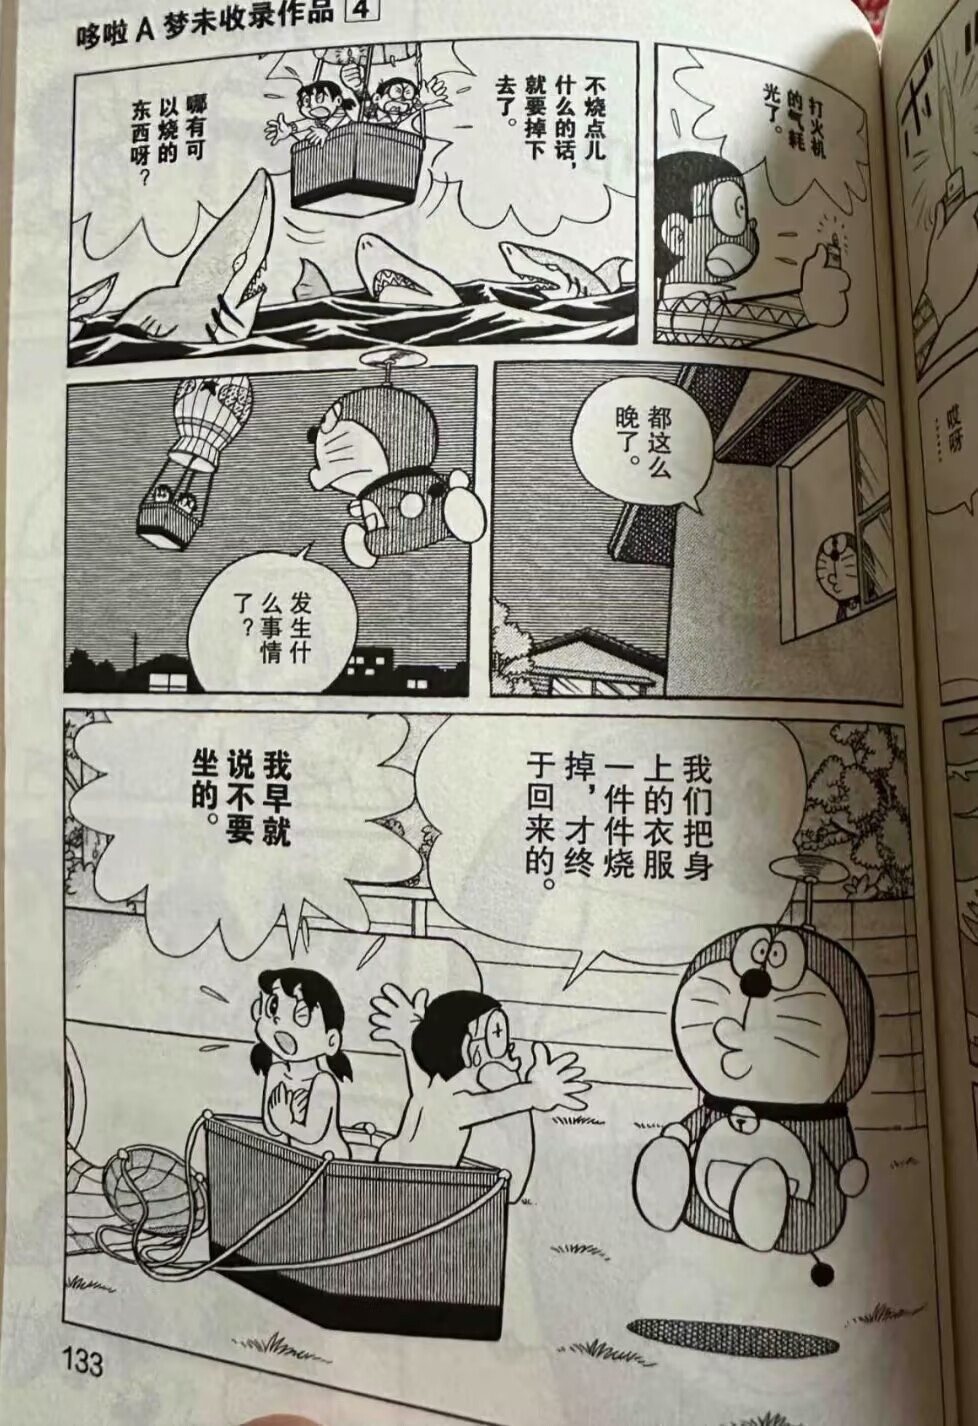 哆啦A梦未收录作品 4
打火机
的气耗
光了。
不烧点儿
什么的话，
就要掉下
去了。
哪有可
以烧的
东西呀？
都这么
晚了。
发生什
么事情
了？
我们把身
上的衣服
一件件烧
掉，才终
于回来的。
我早就
说不要
坐的。
133
哎呀
……